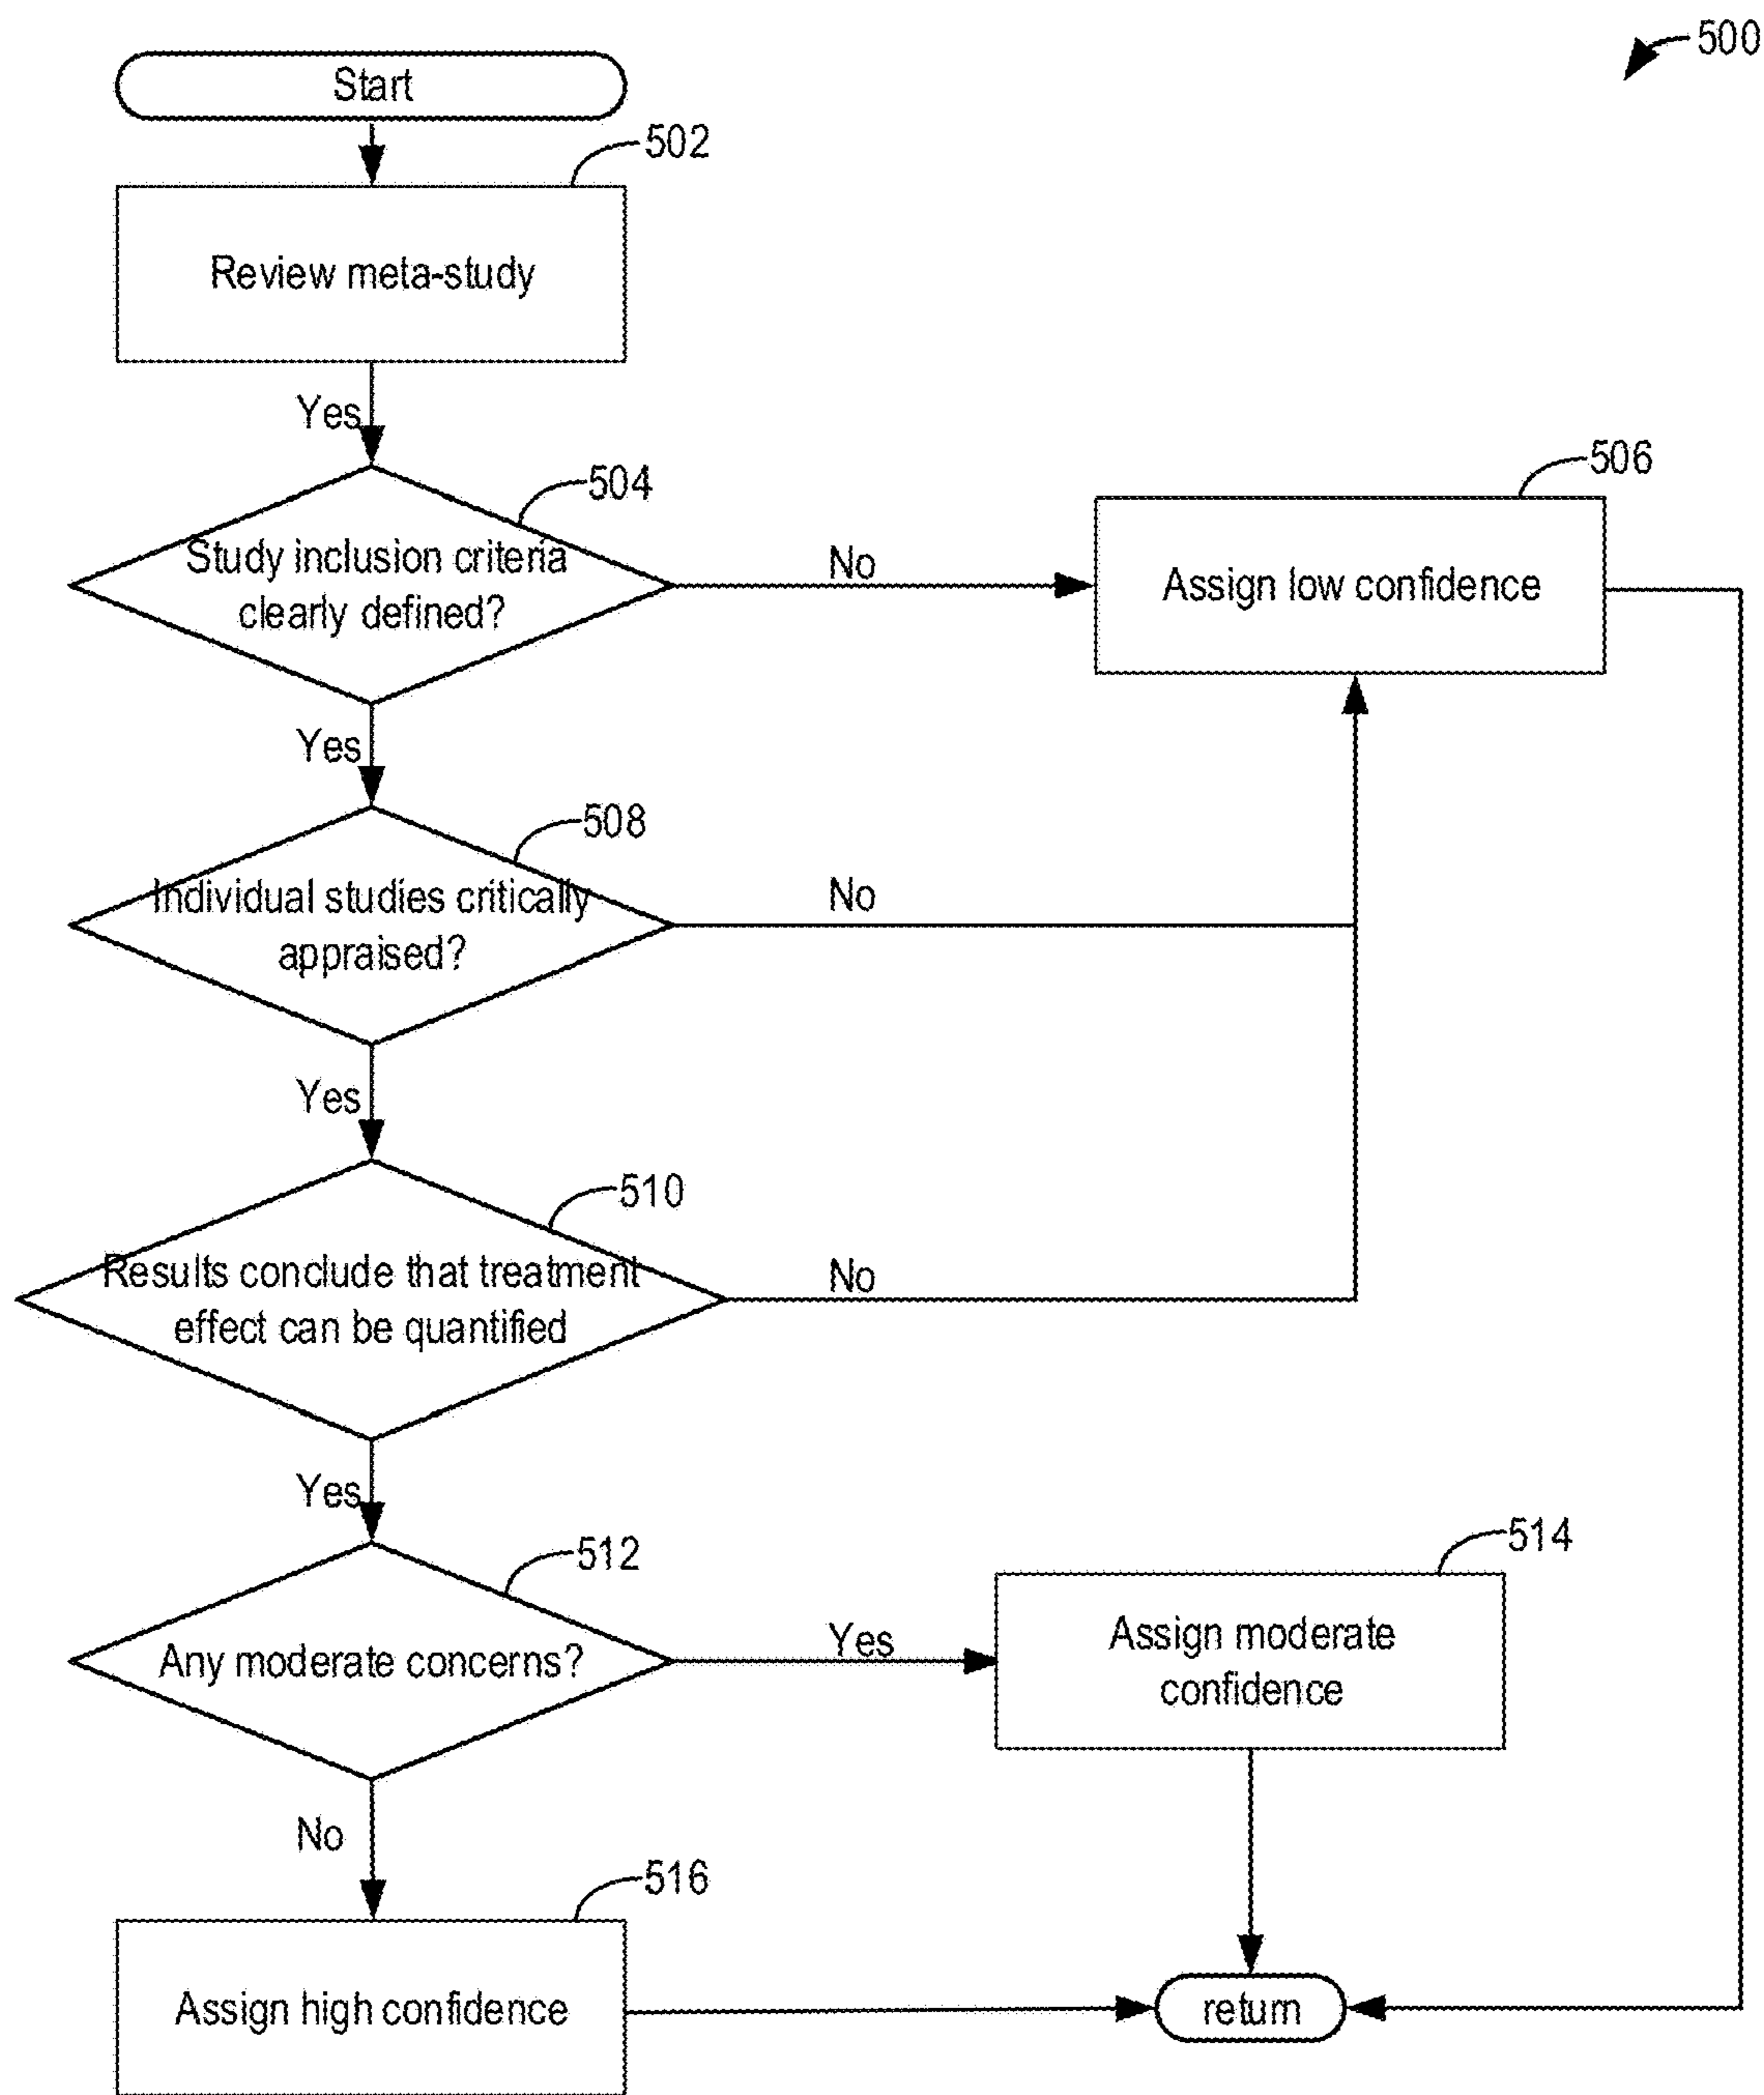 500
Start
502
Review meta-study
Yes
504
Study inclusion criteria
clearly defined?
No
506
Assign low confidence
Yes
508
Individual studies critically
appraised?
No
Yes
510
Results conclude that treatment
effect can be quantified
No
Yes
512
Any moderate concerns?
Yes
514
Assign moderate
confidence
No
516
Assign high confidence
return